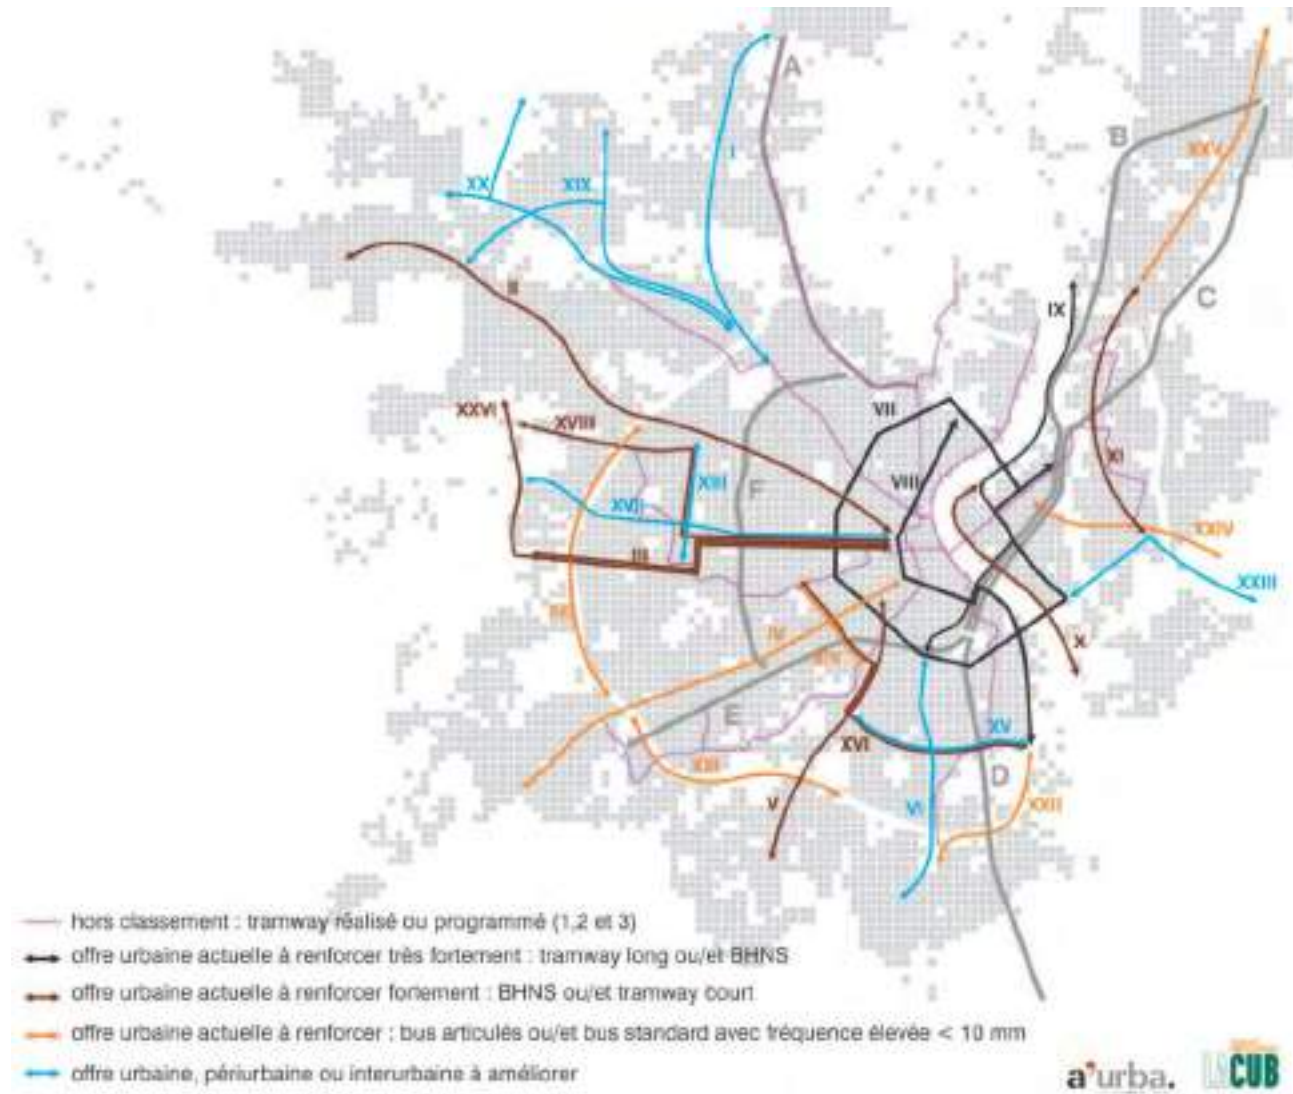 A
B
XXV
I
XX
XIX
C
II
IX
XXVI
XVIII
VII
XI
VIII
XIII
F
XVII
XXIV
III
XXIII
IV
X
E
XV
XVI
D
V
VI
XXII
hors classement : tramway réalisé ou programmé (1,2 et 3)
offre urbaine actuelle à renforcer très fortement : tramway long ou/et BHNS
offre urbaine actuelle à renforcer fortement : BHNS ou/et tramway court
offre urbaine actuelle à renforcer : bus articulés ou/et bus standard avec fréquence élevée < 10 mm
offre urbaine, périurbaine ou interurbaine à améliorer
a'urba.
LA CUB